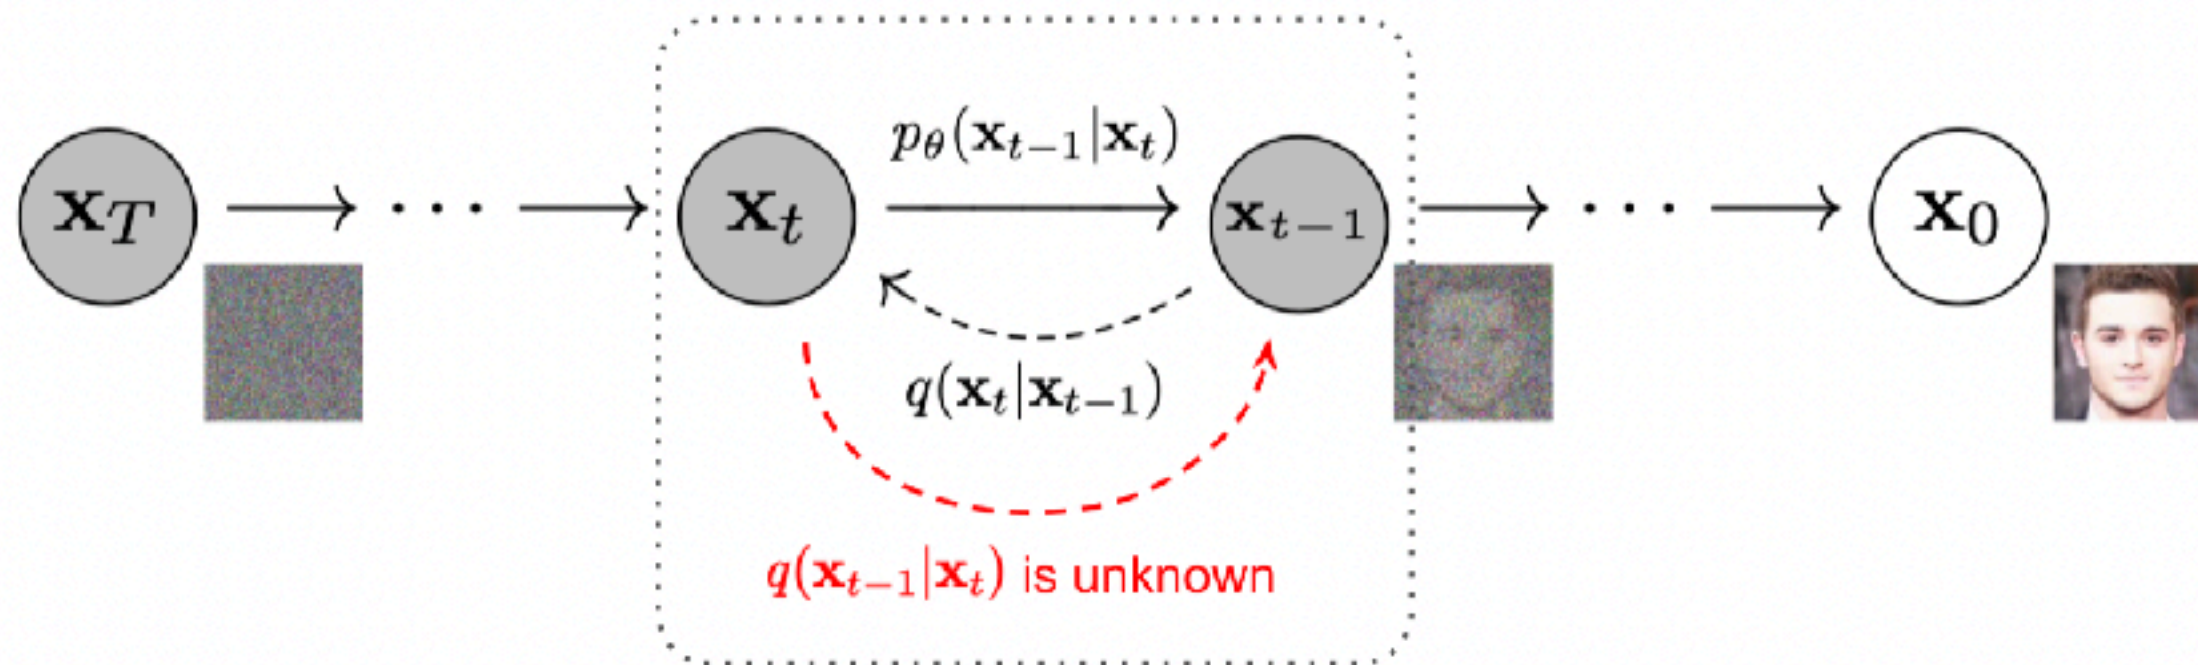 p_θ(x_{t−1}|x_t)
x_T ⟶ ··· ⟶ x_t ⟶ x_{t−1} ⟶ ··· ⟶ x_0
q(x_t|x_{t−1})
q(x_{t−1}|x_t) is unknown